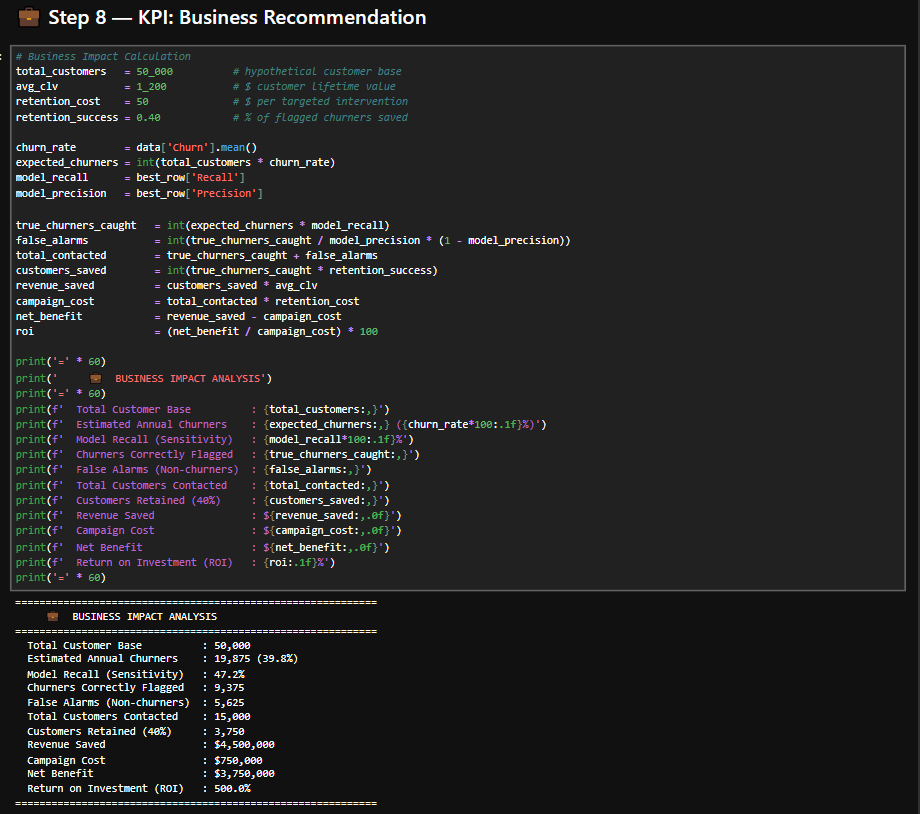 💼 Step 8 — KPI: Business Recommendation
# Business Impact Calculation
total_customers   = 50_000          # hypothetical customer base
avg_clv           = 1_200           # $ customer lifetime value
retention_cost    = 50              # $ per targeted intervention
retention_success = 0.40            # % of flagged churners saved
churn_rate        = data['Churn'].mean()
expected_churners = int(total_customers * churn_rate)
model_recall      = best_row['Recall']
model_precision   = best_row['Precision']
true_churners_caught   = int(expected_churners * model_recall)
false_alarms           = int(true_churners_caught / model_precision * (1 - model_precision))
total_contacted        = true_churners_caught + false_alarms
customers_saved        = int(true_churners_caught * retention_success)
revenue_saved          = customers_saved * avg_clv
campaign_cost          = total_contacted * retention_cost
net_benefit            = revenue_saved - campaign_cost
roi                    = (net_benefit / campaign_cost) * 100
print('=' * 60)
print('     💼  BUSINESS IMPACT ANALYSIS')
print('=' * 60)
print(f'  Total Customer Base          : {total_customers:,}')
print(f'  Estimated Annual Churners    : {expected_churners:,} ({churn_rate*100:.1f}%)')
print(f'  Model Recall (Sensitivity)   : {model_recall*100:.1f}%')
print(f'  Churners Correctly Flagged   : {true_churners_caught:,}')
print(f'  False Alarms (Non-churners)  : {false_alarms:,}')
print(f'  Total Customers Contacted    : {total_contacted:,}')
print(f'  Customers Retained (40%)     : {customers_saved:,}')
print(f'  Revenue Saved                : ${revenue_saved:,.0f}')
print(f'  Campaign Cost                : ${campaign_cost:,.0f}')
print(f'  Net Benefit                  : ${net_benefit:,.0f}')
print(f'  Return on Investment (ROI)   : {roi:.1f}%')
print('=' * 60)
============================================================
     💼  BUSINESS IMPACT ANALYSIS
============================================================
  Total Customer Base          : 50,000
  Estimated Annual Churners    : 19,875 (39.8%)
  Model Recall (Sensitivity)   : 47.2%
  Churners Correctly Flagged   : 9,375
  False Alarms (Non-churners)  : 5,625
  Total Customers Contacted    : 15,000
  Customers Retained (40%)     : 3,750
  Revenue Saved                : $4,500,000
  Campaign Cost                : $750,000
  Net Benefit                  : $3,750,000
  Return on Investment (ROI)   : 500.0%
============================================================